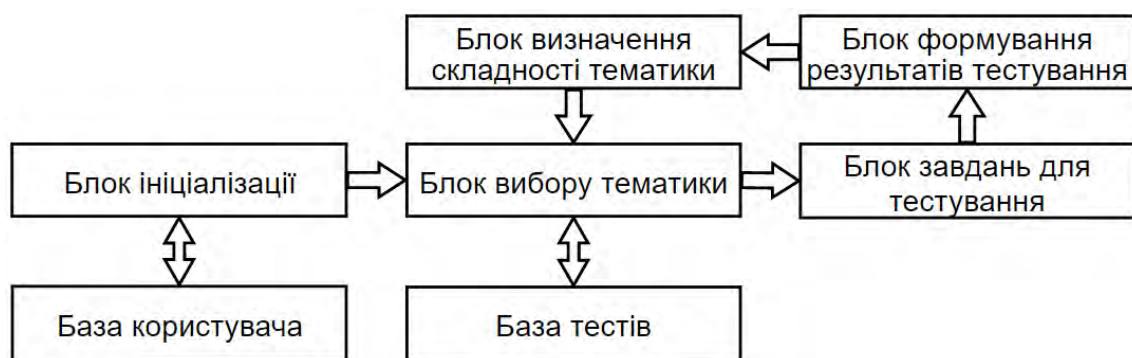 Блок визначення
складності тематики
Блок формування
результатів тестування
Блок ініціалізації
Блок вибору тематики
Блок завдань для
тестування
База користувача
База тестів